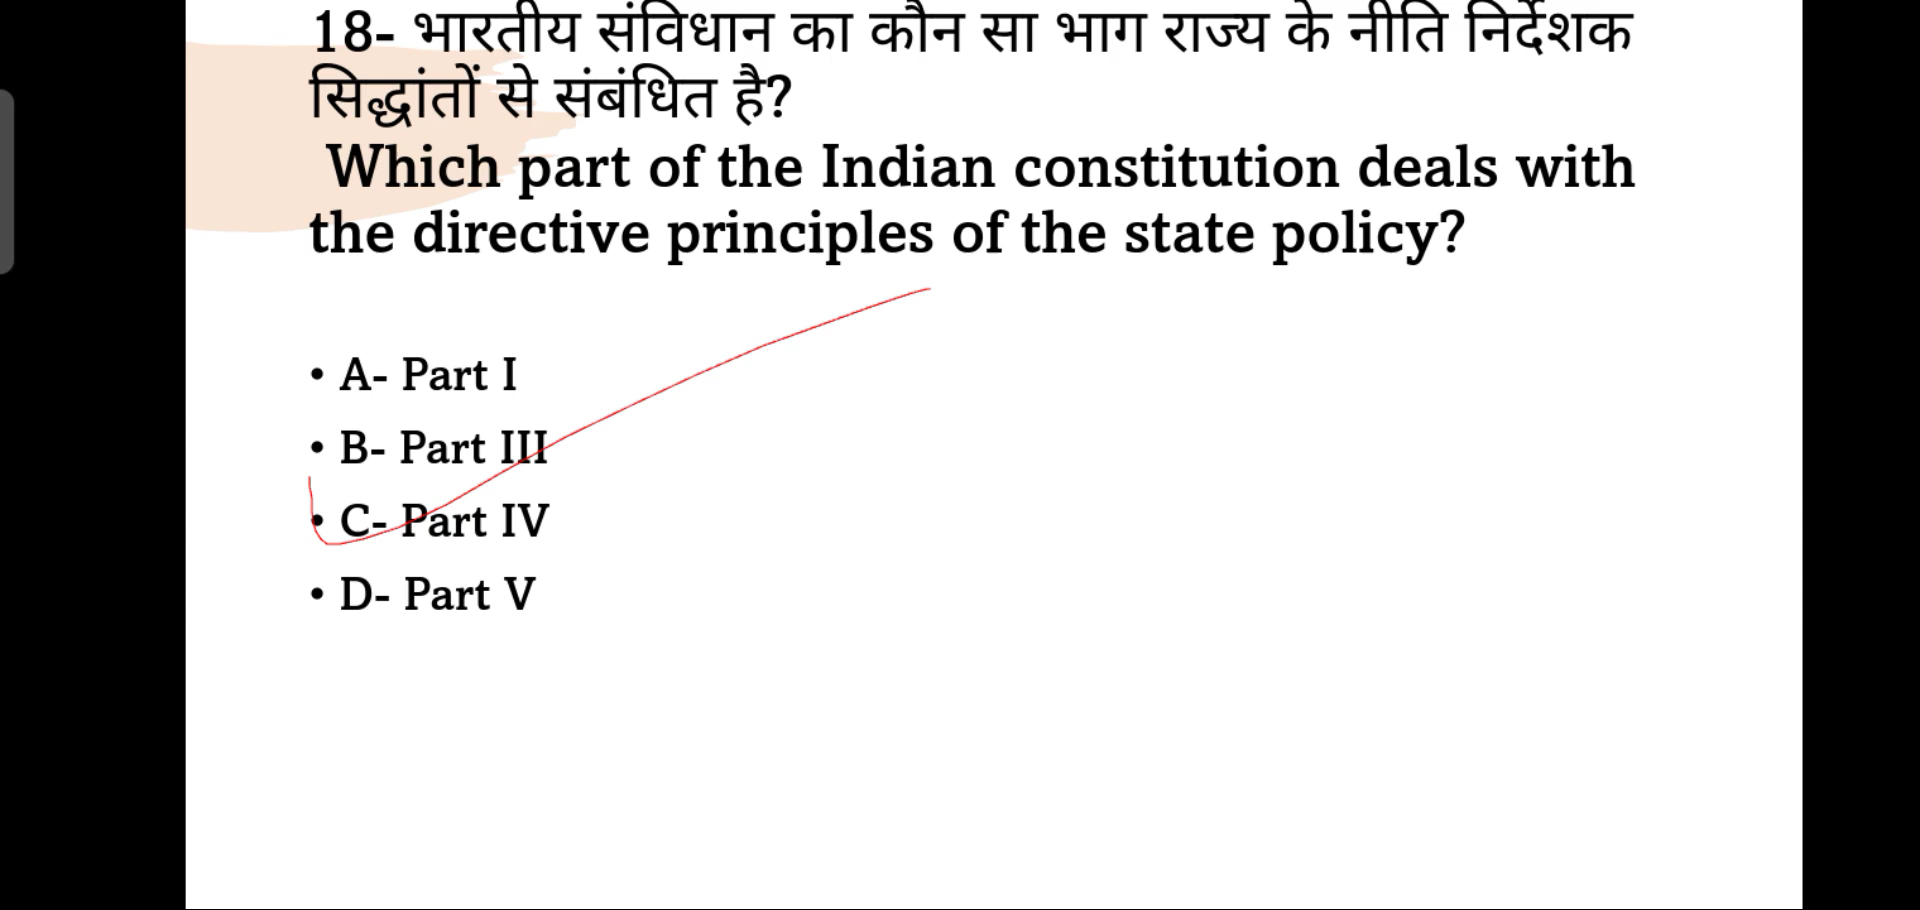 18- भारतीय संविधान का कौन सा भाग राज्य के नीति निर्देशक
सिद्धांतों से संबंधित है?
Which part of the Indian constitution deals with
the directive principles of the state policy?
• A- Part I
• B- Part III
• C- Part IV
• D- Part V